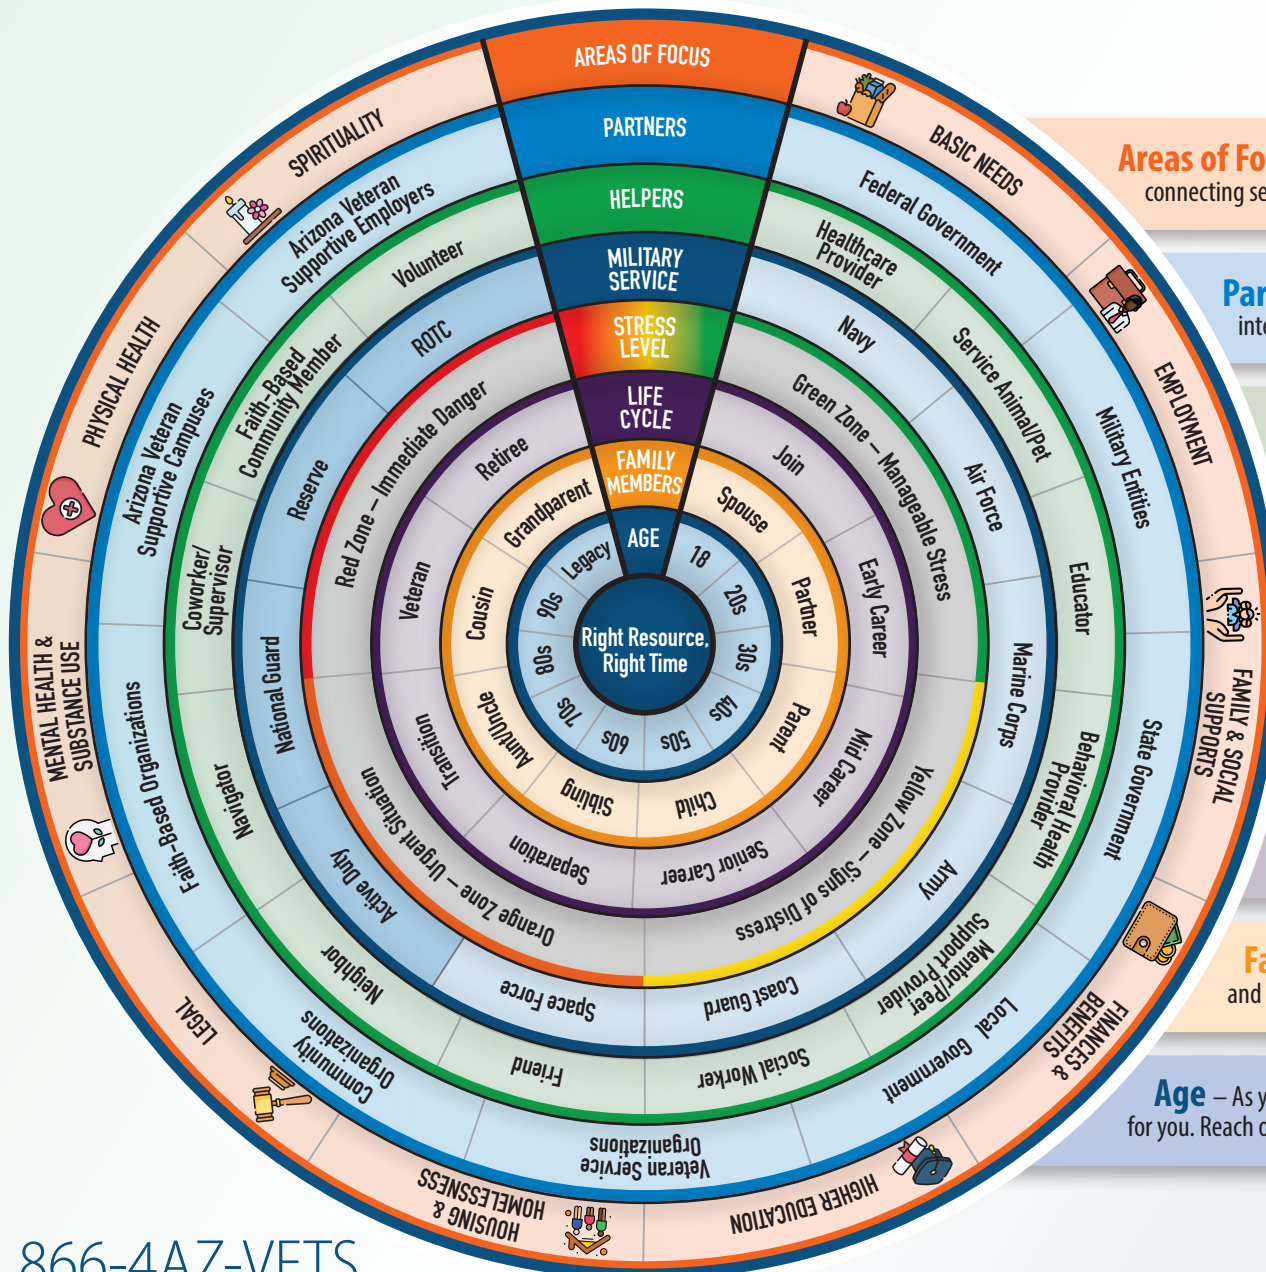 AREAS OF FOCUS
PARTNERS
HELPERS
MILITARY
SERVICE
STRESS
LEVEL
LIFE
CYCLE
FAMILY
MEMBERS
AGE
Right Resource,
Right Time
BASIC NEEDS
EMPLOYMENT
FAMILY & SOCIAL
SUPPORTS
FINANCES &
BENEFITS
HIGHER EDUCATION
HOUSING &
HOMELESSNESS
LEGAL
MENTAL HEALTH &
SUBSTANCE USE
PHYSICAL HEALTH
SPIRITUALITY
Federal Government
Military Entities
State Government
Local Government
Veteran Service
Organizations
Community
Organizations
Faith-Based Organizations
Arizona Veteran
Supportive Campuses
Arizona Veteran
Supportive Employers
Healthcare
Provider
Service Animal/Pet
Educator
Behavioral Health
Provider
Mentor/Peer
Support Provider
Social Worker
Friend
Neighbor
Navigator
Coworker/
Supervisor
Faith-Based
Community Member
Volunteer
Navy
Air Force
Marine Corps
Army
Coast Guard
Space Force
Active Duty
National Guard
Reserve
ROTC
Green Zone – Manageable Stress
Yellow Zone – Signs of Distress
Orange Zone – Urgent Situation
Red Zone – Immediate Danger
Join
Early Career
Mid Career
Senior Career
Separation
Transition
Veteran
Retiree
Spouse
Partner
Parent
Child
Sibling
Aunt/Uncle
Cousin
Grandparent
18
20s
30s
40s
50s
60s
70s
80s
90s
Legacy
Areas of Fo
connecting se
Par
inte
Fa
and
Age – As y
for you. Reach o
866-4AZ-VETS